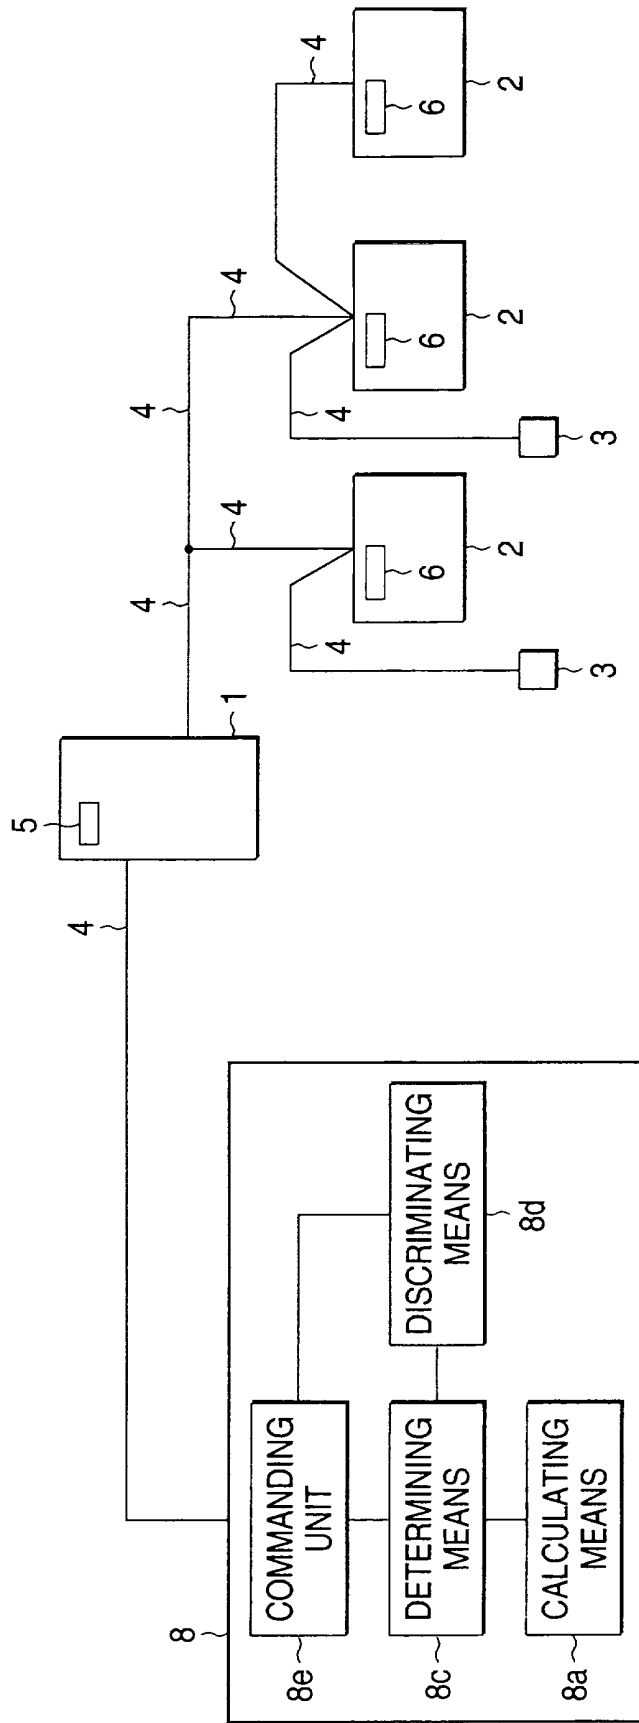 8
COMMANDING
UNIT
8e
DETERMINING
MEANS
8c
CALCULATING
MEANS
8a
DISCRIMINATING
MEANS
8d
4
5
1
4
4
4
4
4
4
4
6
2
3
6
2
3
6
2